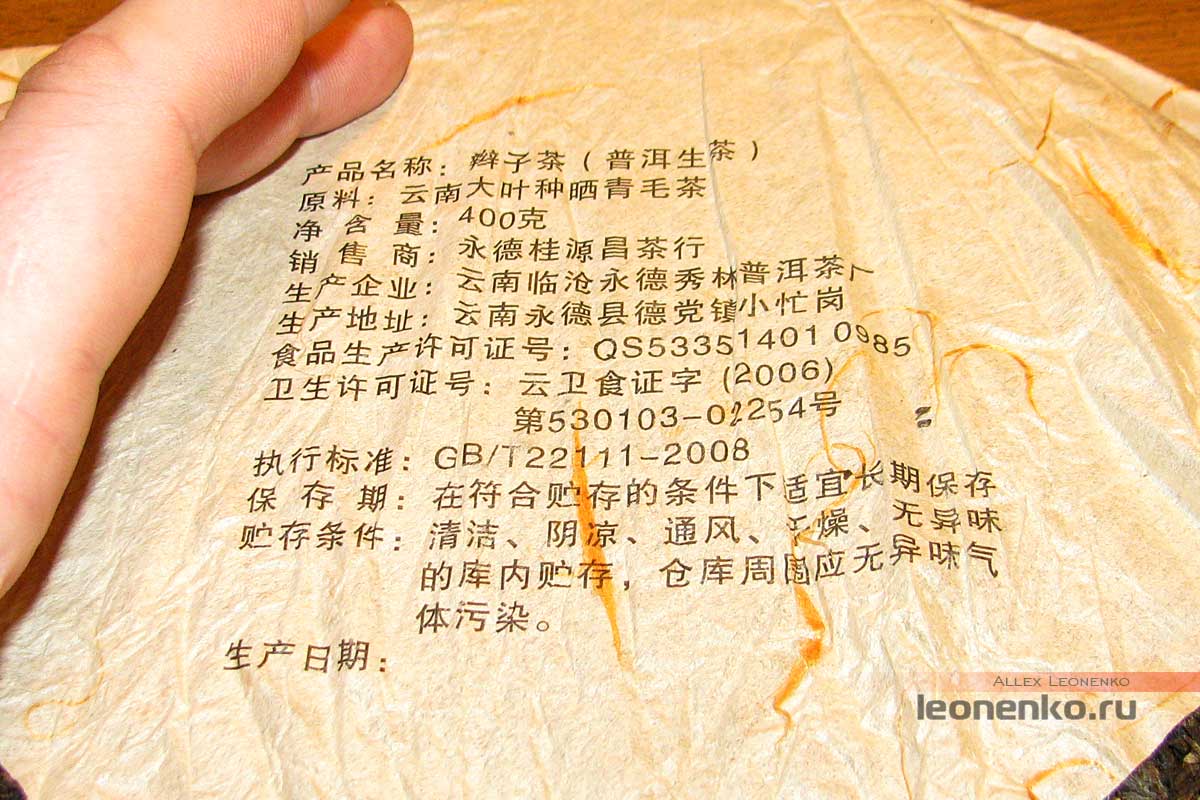 产品名称：辫子茶（普洱生茶）
原料：云南大叶种晒青毛茶
净含量：400克
销售商：永德桂源昌茶行
生产企业：云南临沧永德秀林普洱茶厂
生产地址：云南永德县德党镇小忙岗
食品生产许可证号：QS533514010985
卫生许可证号：云卫食证字（2006）
第530103-02254号
执行标准：GB/T22111-2008
保存期：在符合贮存的条件下适宜长期保存
贮存条件：清洁、阴凉、通风、干燥、无异味
的库内贮存，仓库周围应无异味气
体污染。
生产日期：
ALLEX LEONENKO
leonenko.ru